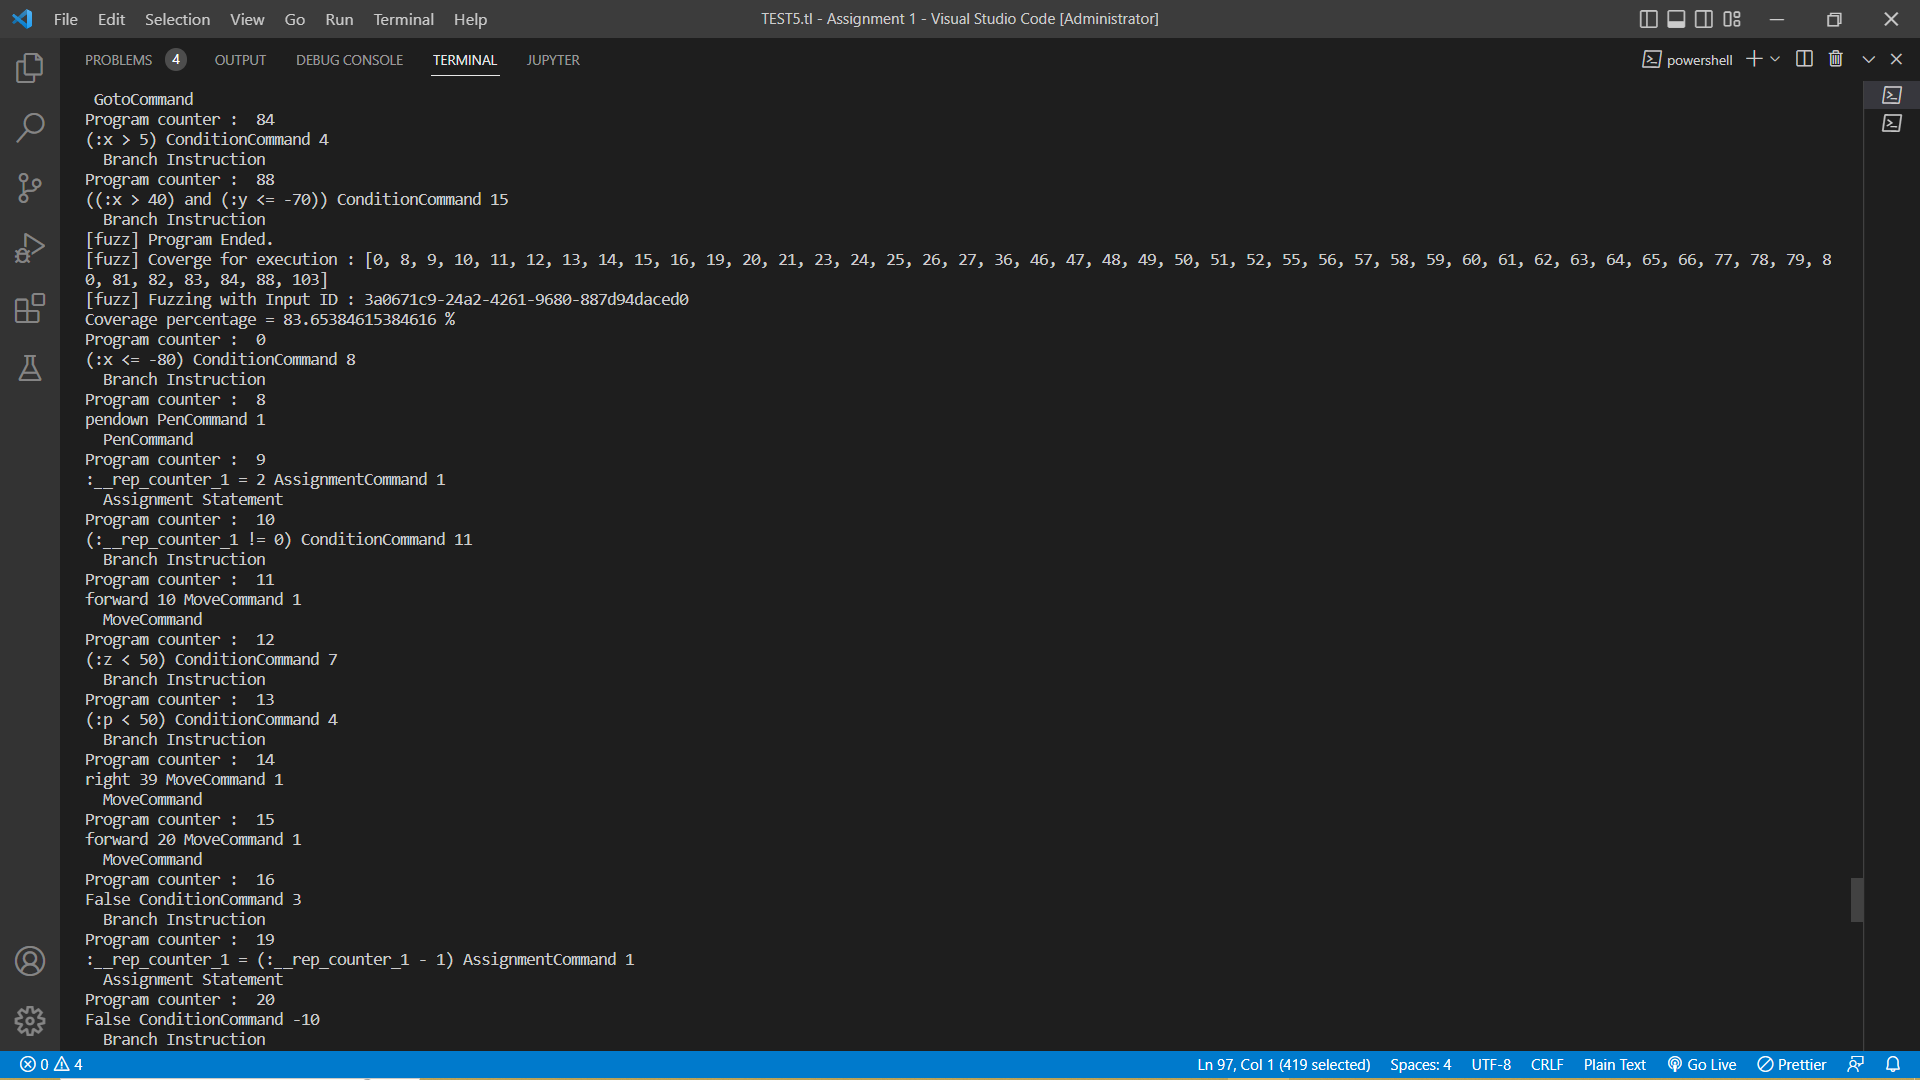 File Edit Selection View Go Run Terminal Help
TEST5.tl - Assignment 1 - Visual Studio Code [Administrator]
PROBLEMS 4 OUTPUT DEBUG CONSOLE TERMINAL JUPYTER
powershell
GotoCommand
Program counter :  84
(:x > 5) ConditionCommand 4
Branch Instruction
Program counter :  88
((:x > 40) and (:y <= -70)) ConditionCommand 15
Branch Instruction
[fuzz] Program Ended.
[fuzz] Coverge for execution : [0, 8, 9, 10, 11, 12, 13, 14, 15, 16, 19, 20, 21, 23, 24, 25, 26, 27, 36, 46, 47, 48, 49, 50, 51, 52, 55, 56, 57, 58, 59, 60, 61, 62, 63, 64, 65, 66, 77, 78, 79, 8
0, 81, 82, 83, 84, 88, 103]
[fuzz] Fuzzing with Input ID : 3a0671c9-24a2-4261-9680-887d94daced0
Coverage percentage = 83.65384615384616 %
Program counter :  0
(:x <= -80) ConditionCommand 8
Branch Instruction
Program counter :  8
pendown PenCommand 1
PenCommand
Program counter :  9
:__rep_counter_1 = 2 AssignmentCommand 1
Assignment Statement
Program counter :  10
(:__rep_counter_1 != 0) ConditionCommand 11
Branch Instruction
Program counter :  11
forward 10 MoveCommand 1
MoveCommand
Program counter :  12
(:z < 50) ConditionCommand 7
Branch Instruction
Program counter :  13
(:p < 50) ConditionCommand 4
Branch Instruction
Program counter :  14
right 39 MoveCommand 1
MoveCommand
Program counter :  15
forward 20 MoveCommand 1
MoveCommand
Program counter :  16
False ConditionCommand 3
Branch Instruction
Program counter :  19
:__rep_counter_1 = (:__rep_counter_1 - 1) AssignmentCommand 1
Assignment Statement
Program counter :  20
False ConditionCommand -10
Branch Instruction
0 4
Ln 97, Col 1 (419 selected) Spaces: 4 UTF-8 CRLF Plain Text Go Live Prettier